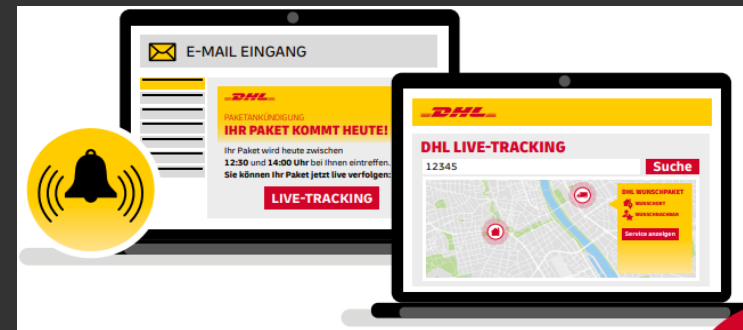 E-MAIL EINGANG
DHL
PAKETANKÜNDIGUNG
IHR PAKET KOMMT HEUTE!
Ihr Paket wird heute zwischen
12:30 und 14:00 Uhr bei Ihnen eintreffen.
Sie können Ihr Paket jetzt live verfolgen:
LIVE-TRACKING
DHL
DHL LIVE-TRACKING
12345
Suche
DHL WUNSCHPAKET
WUNSCHORT
WUNSCHNACHBAR
Service anzeigen